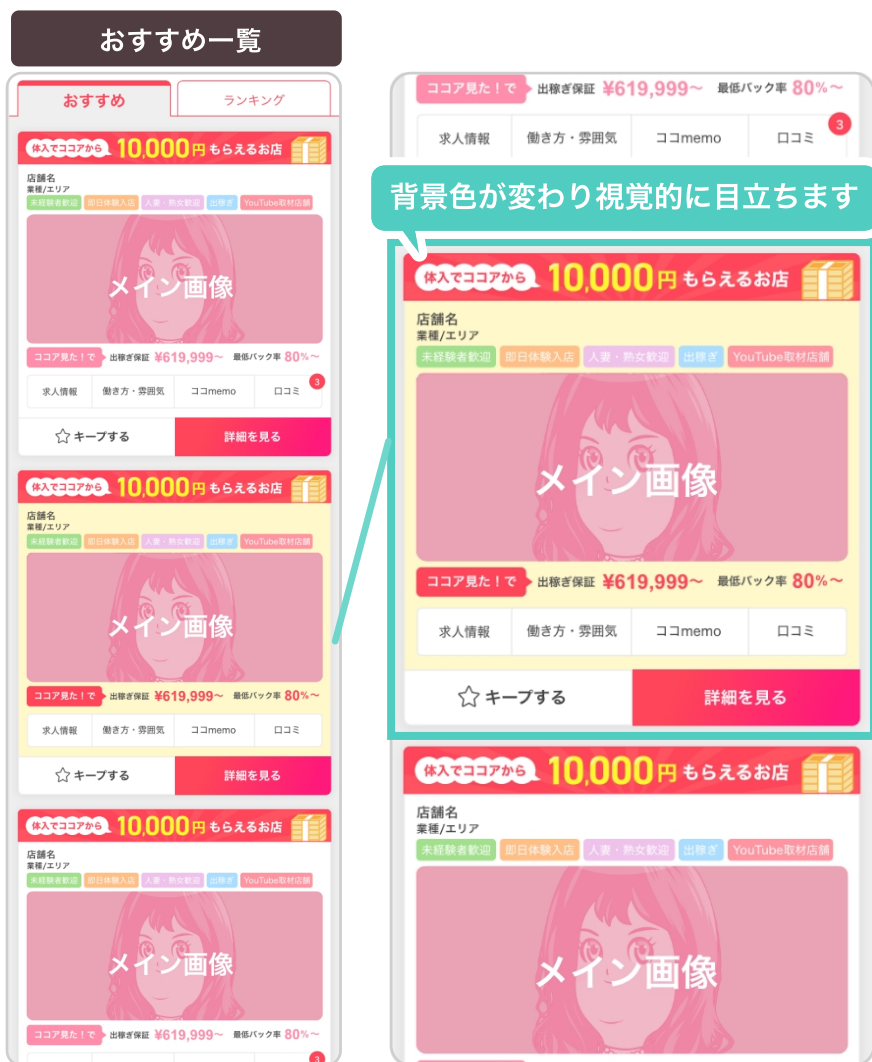 おすすめ一覧
おすすめ
ランキング
体入でココアから 10,000円もらえるお店
店舗名
業種/エリア
未経験者歓迎 即日体験入店 人妻・熟女歓迎 出稼ぎ YouTube取材店舗
メイン画像
ココア見た！で 出稼ぎ保証 ¥619,999〜 最低バック率 80%〜
求人情報 働き方・雰囲気 ココmemo 口コミ 3
キープする 詳細を見る
体入でココアから 10,000円もらえるお店
店舗名
業種/エリア
未経験者歓迎 即日体験入店 人妻・熟女歓迎 出稼ぎ YouTube取材店舗
メイン画像
ココア見た！で 出稼ぎ保証 ¥619,999〜 最低バック率 80%〜
求人情報 働き方・雰囲気 ココmemo 口コミ
キープする 詳細を見る
体入でココアから 10,000円もらえるお店
店舗名
業種/エリア
未経験者歓迎 即日体験入店 人妻・熟女歓迎 出稼ぎ YouTube取材店舗
メイン画像
ココア見た！で 出稼ぎ保証 ¥619,999〜 最低バック率 80%〜
3
ココア見た！で 出稼ぎ保証 ¥619,999〜 最低バック率 80%〜
求人情報 働き方・雰囲気 ココmemo 口コミ 3
背景色が変わり視覚的に目立ちます
体入でココアから 10,000円もらえるお店
店舗名
業種/エリア
未経験者歓迎 即日体験入店 人妻・熟女歓迎 出稼ぎ YouTube取材店舗
メイン画像
ココア見た！で 出稼ぎ保証 ¥619,999〜 最低バック率 80%〜
求人情報 働き方・雰囲気 ココmemo 口コミ
キープする 詳細を見る
体入でココアから 10,000円もらえるお店
店舗名
業種/エリア
未経験者歓迎 即日体験入店 人妻・熟女歓迎 出稼ぎ YouTube取材店舗
メイン画像